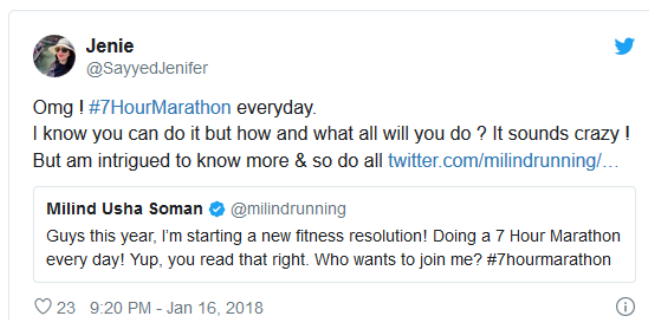 Jenie
@SayyedJenifer
Omg ! #7HourMarathon everyday.
I know you can do it but how and what all will you do ? It sounds crazy !
But am intrigued to know more & so do all twitter.com/milindrunning/…
Milind Usha Soman @milindrunning
Guys this year, I'm starting a new fitness resolution! Doing a 7 Hour Marathon
every day! Yup, you read that right. Who wants to join me? #7hourmarathon
23 9:20 PM - Jan 16, 2018